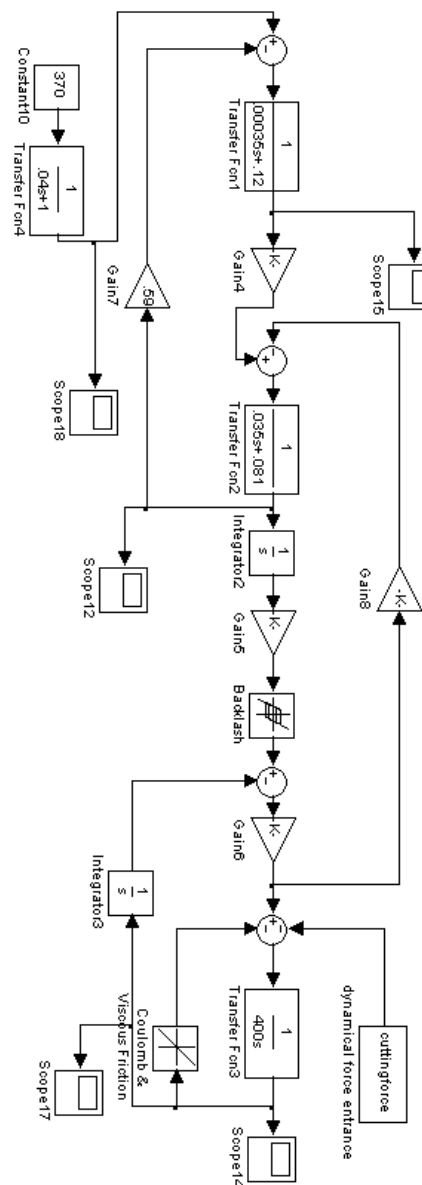 370
Constant10
1
.04s+1
Transfer Fcn4
Scope18
1
.00035s+.12
Transfer Fcn1
Scope15
K-
Gain4
.59
Gain7
1
.035s+.081
Transfer Fcn2
Scope12
1
s
Integrator2
K-
Gain5
-K-
Gain8
Backlash
K-
Gain6
1
s
Integrator3
Coulomb &
Viscous Friction
Scope17
1
400s
Transfer Fcn3
Scope14
cuttingforce
dynamical force entrance